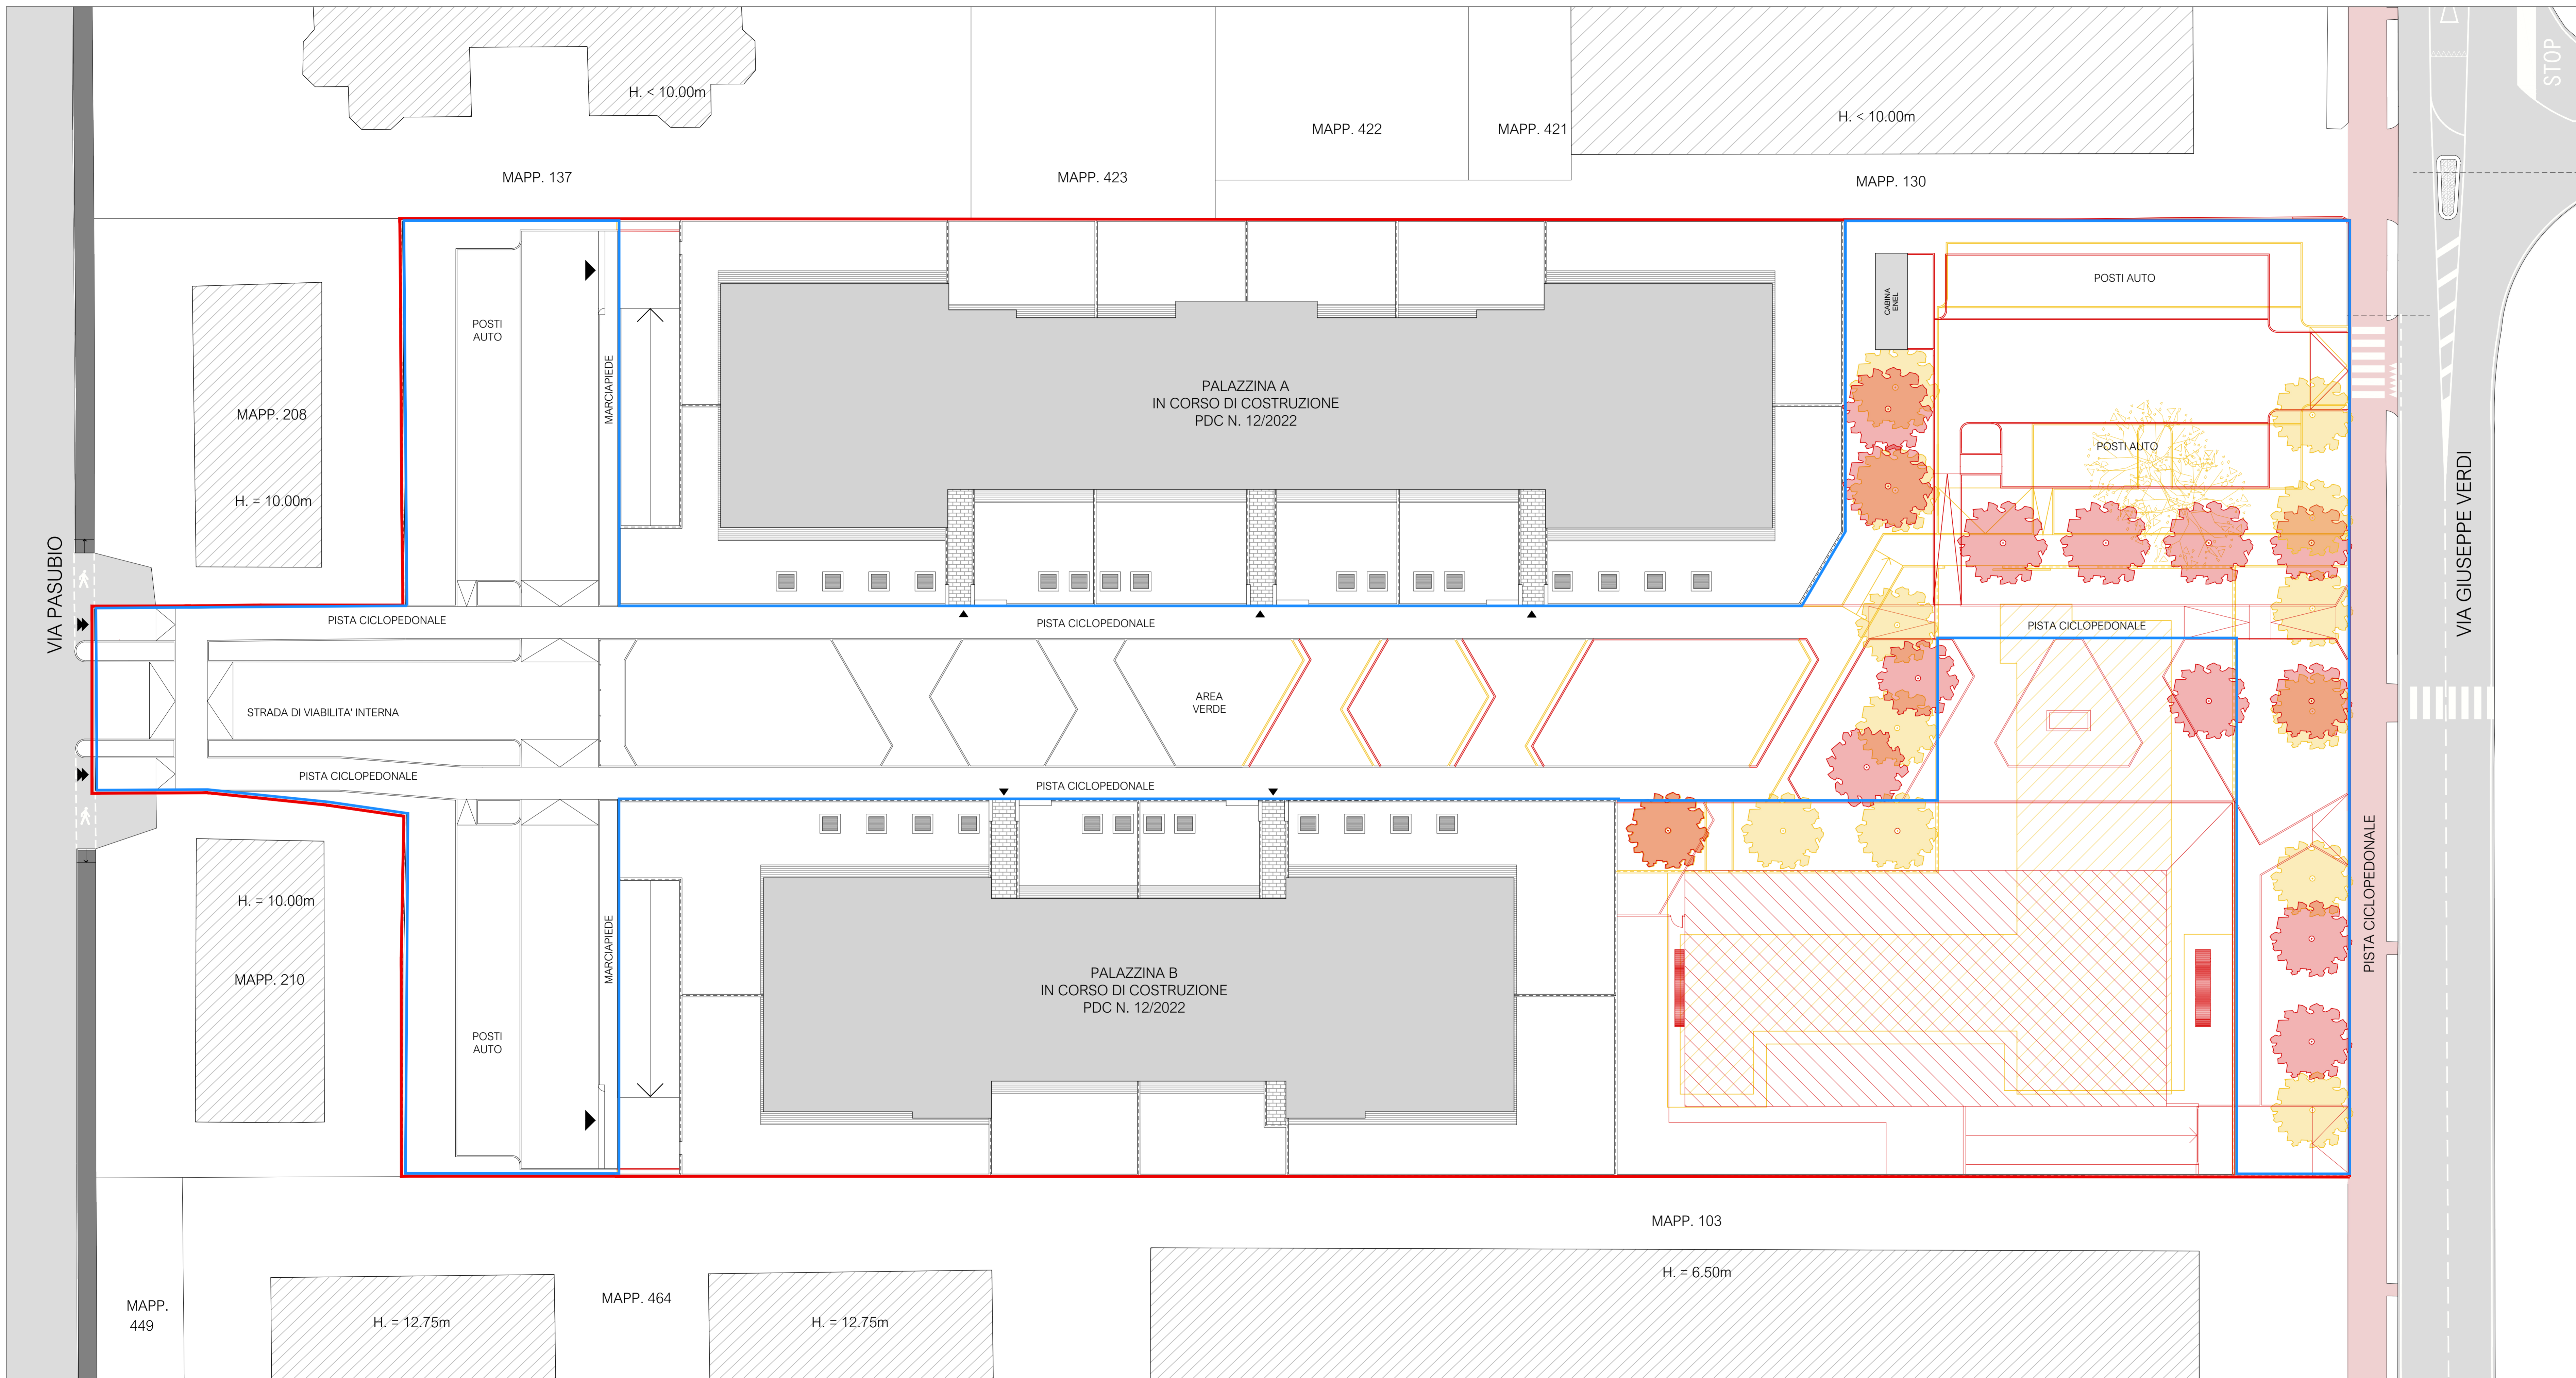 H. < 10.00m
MAPP. 137
MAPP. 423
MAPP. 422
MAPP. 421
H. < 10.00m
MAPP. 130
STOP
MAPP. 208
H. = 10.00m
POSTI
AUTO
MARCIAPIEDE
PALAZZINA A
IN CORSO DI COSTRUZIONE
PDC N. 12/2022
CABINA
ENEL
POSTI AUTO
POSTI AUTO
VIA PASUBIO
VIA GIUSEPPE VERDI
PISTA CICLOPEDONALE
PISTA CICLOPEDONALE
PISTA CICLOPEDONALE
STRADA DI VIABILITA' INTERNA
AREA
VERDE
PISTA CICLOPEDONALE
PISTA CICLOPEDONALE
PISTA CICLOPEDONALE
H. = 10.00m
MAPP. 210
POSTI
AUTO
MARCIAPIEDE
PALAZZINA B
IN CORSO DI COSTRUZIONE
PDC N. 12/2022
MAPP. 103
H. = 6.50m
MAPP.
449
MAPP. 464
H. = 12.75m
H. = 12.75m